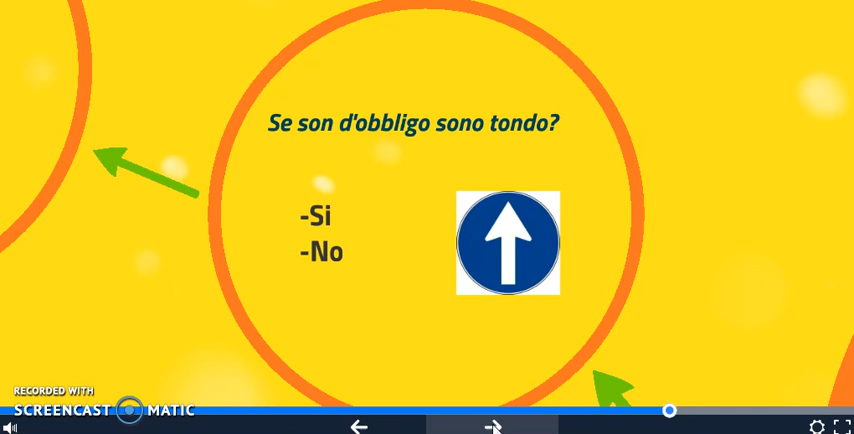 Se son d'obbligo sono tondo?
-Si
-No
RECORDED WITH
SCREENCAST MATIC